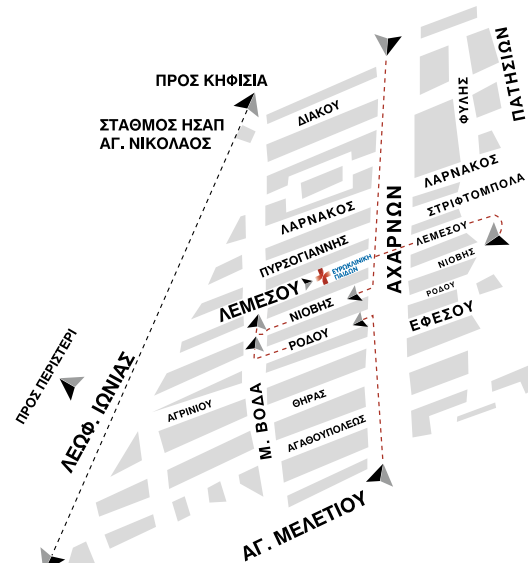 ΠΡΟΣ ΚΗΦΙΣΙΑ
ΣΤΑΘΜΟΣ ΗΣΑΠ
ΑΓ. ΝΙΚΟΛΑΟΣ
ΔΙΑΚΟΥ
ΦΥΛΗΣ
ΠΑΤΗΣΙΩΝ
ΛΑΡΝΑΚΟΣ
ΣΤΡΙΦΤΟΜΠΟΛΑ
ΛΕΜΕΣΟΥ
ΝΙΟΒΗΣ
ΡΟΔΟΥ
ΕΦΕΣΟΥ
ΑΧΑΡΝΩΝ
ΛΑΡΝΑΚΟΣ
ΠΥΡΣΟΓΙΑΝΝΗΣ
ΛΕΜΕΣΟΥ
ΕΥΡΩΚΛΙΝΙΚΗ
ΠΑΙΔΩΝ
ΝΙΟΒΗΣ
ΡΟΔΟΥ
ΠΡΟΣ ΠΕΡΙΣΤΕΡΙ
ΛΕΩΦ. ΙΩΝΙΑΣ
ΑΓΡΙΝΙΟΥ
Μ. ΒΟΔΑ
ΘΗΡΑΣ
ΑΓΑΘΟΥΠΟΛΕΩΣ
ΑΓ. ΜΕΛΕΤΙΟΥ